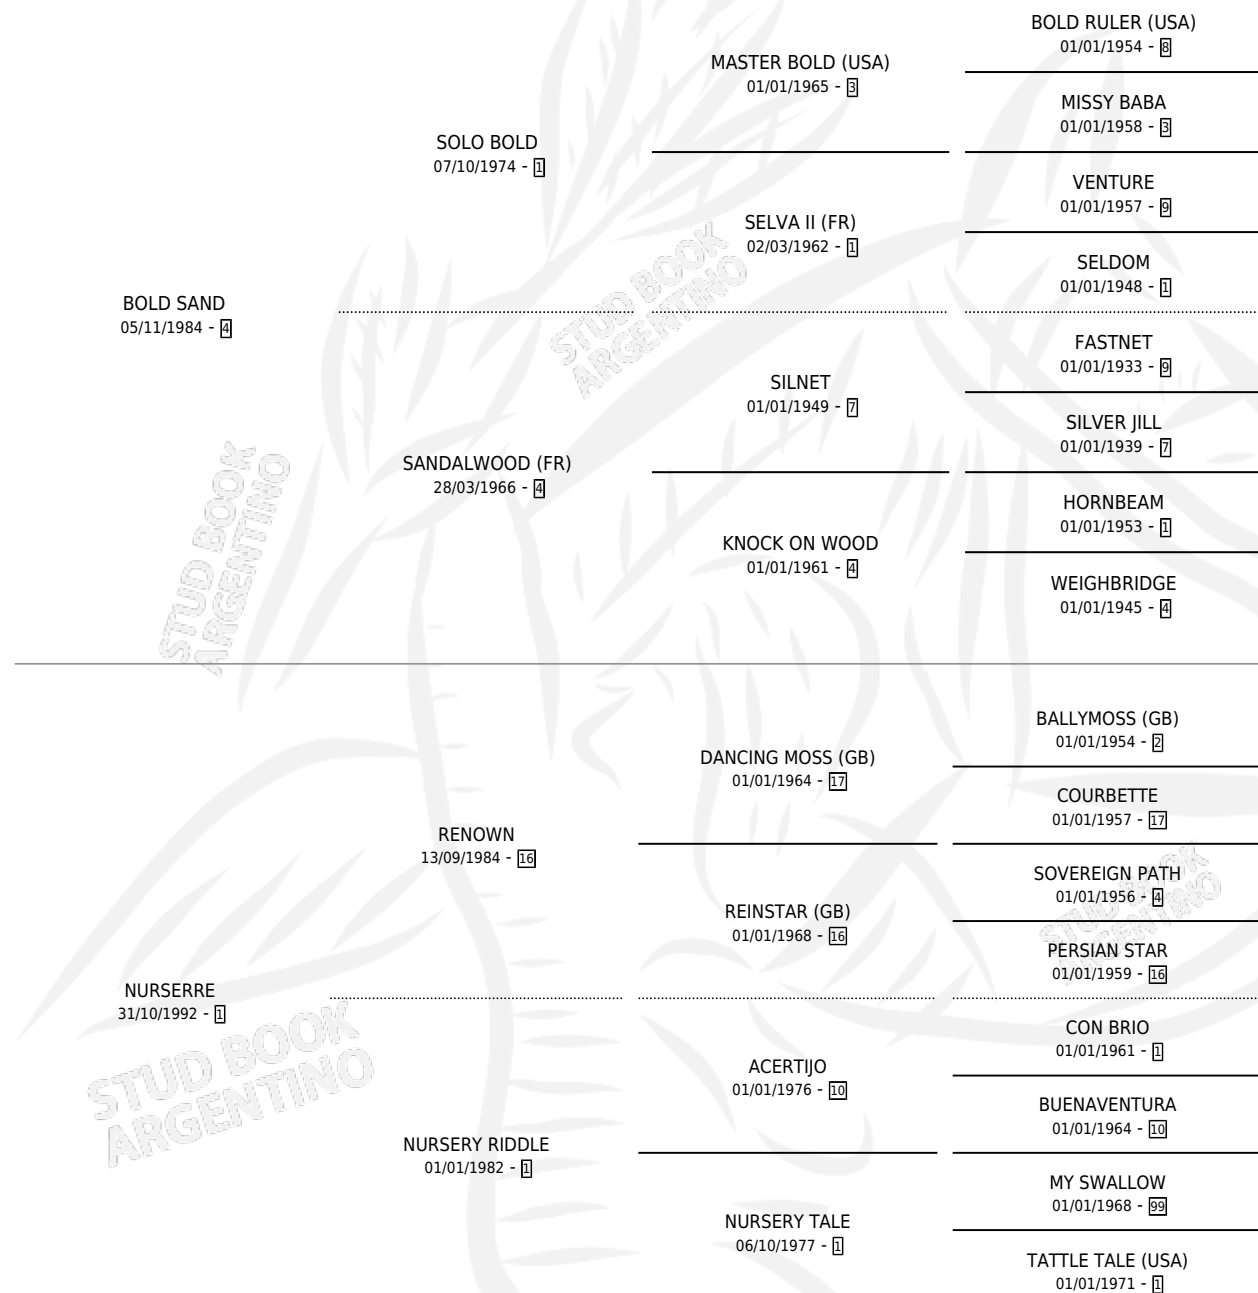 BOLD RULER (USA)
01/01/1954 - 8
MASTER BOLD (USA)
01/01/1965 - 3
MISSY BABA
01/01/1958 - 3
SOLO BOLD
07/10/1974 - 1
VENTURE
01/01/1957 - 9
SELVA II (FR)
02/03/1962 - 1
SELDOM
01/01/1948 - 1
BOLD SAND
05/11/1984 - 4
FASTNET
01/01/1933 - 9
SILNET
01/01/1949 - 7
SILVER JILL
01/01/1939 - 7
SANDALWOOD (FR)
28/03/1966 - 4
HORNBEAM
01/01/1953 - 1
KNOCK ON WOOD
01/01/1961 - 4
WEIGHBRIDGE
01/01/1945 - 4
BALLYMOSS (GB)
01/01/1954 - 2
DANCING MOSS (GB)
01/01/1964 - 17
COURBETTE
01/01/1957 - 17
RENOWN
13/09/1984 - 16
SOVEREIGN PATH
01/01/1956 - 4
REINSTAR (GB)
01/01/1968 - 16
PERSIAN STAR
01/01/1959 - 16
NURSERRE
31/10/1992 - 1
CON BRIO
01/01/1961 - 1
ACERTIJO
01/01/1976 - 10
BUENAVENTURA
01/01/1964 - 10
NURSERY RIDDLE
01/01/1982 - 1
MY SWALLOW
01/01/1968 - 99
NURSERY TALE
06/10/1977 - 1
TATTLE TALE (USA)
01/01/1971 - 1
STUD BOOK
ARGENTINO
STUD BOOK
ARGENTINO
STUD BOOK
ARGENTINO
STUD BOOK
ARGENTINO